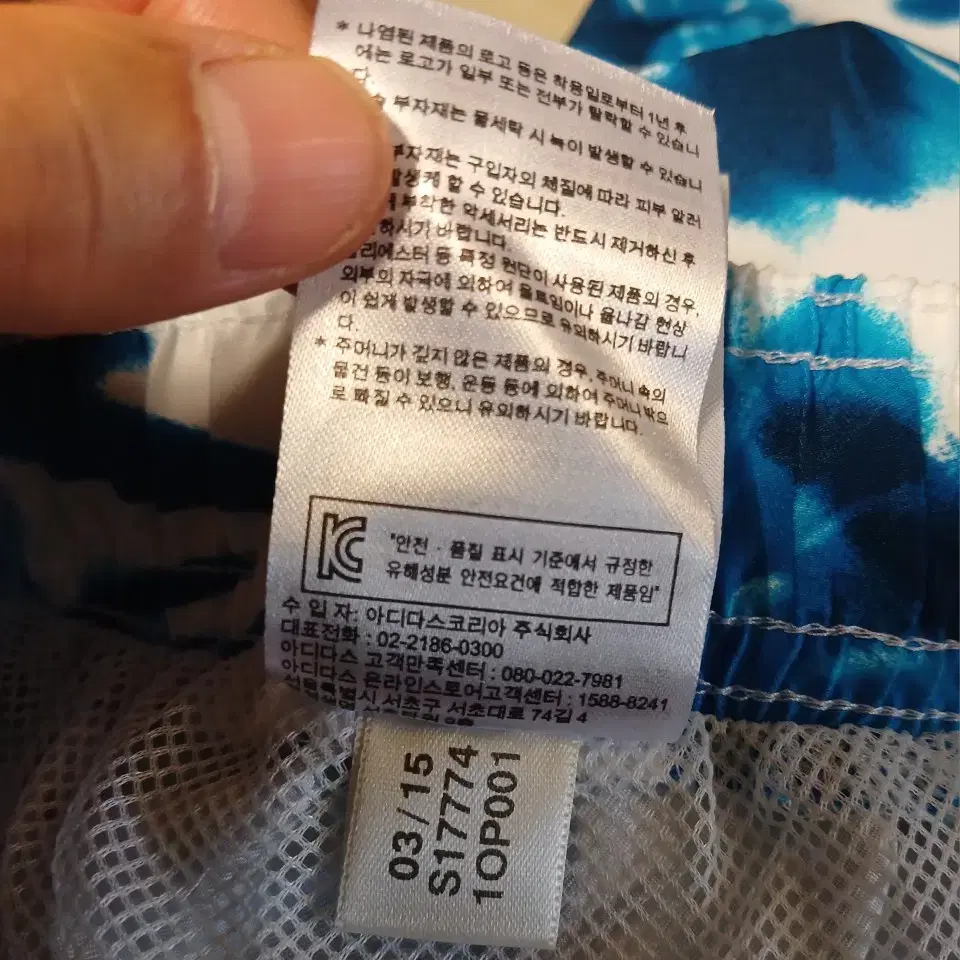 * 나염된 제품의 로고 등은 착용일로부터 1년 후
에는 로고가 일부 또는 전부가 탈락할 수 있습니
다.
부자재는 물세탁 시 녹이 발생할 수 있습니
부자재는 구입자의 체질에 따라 피부 알러
발생케 할 수 있습니다.
부착한 악세서리는 반드시 제거하신 후
하시기 바랍니다.
등 특정 원단이 사용된 제품의 경우,
외부의 자극에 의하여 올트임이나 올나감 현상
이 쉽게 발생할 수 있으므로 유의하시기 바랍니
다.
* 주머니가 깊지 않은 제품의 경우, 주머니 속의
물건 등이 보행, 운동 등에 의하여 주머니 밖으
로 빠질 수 있으니 유의하시기 바랍니다.
"안전 · 품질 표시 기준에서 규정한
유해성분 안전요건에 적합한 제품임"
수 입 자: 아디다스코리아 주식회사
대표전화 : 02-2186-0300
아디다스 고객만족센터 : 080-022-7981
아디다스 온라인스토어고객센터 : 1588-8241
서초구 서초대로 74길 4
03/15
S17774
1OP001